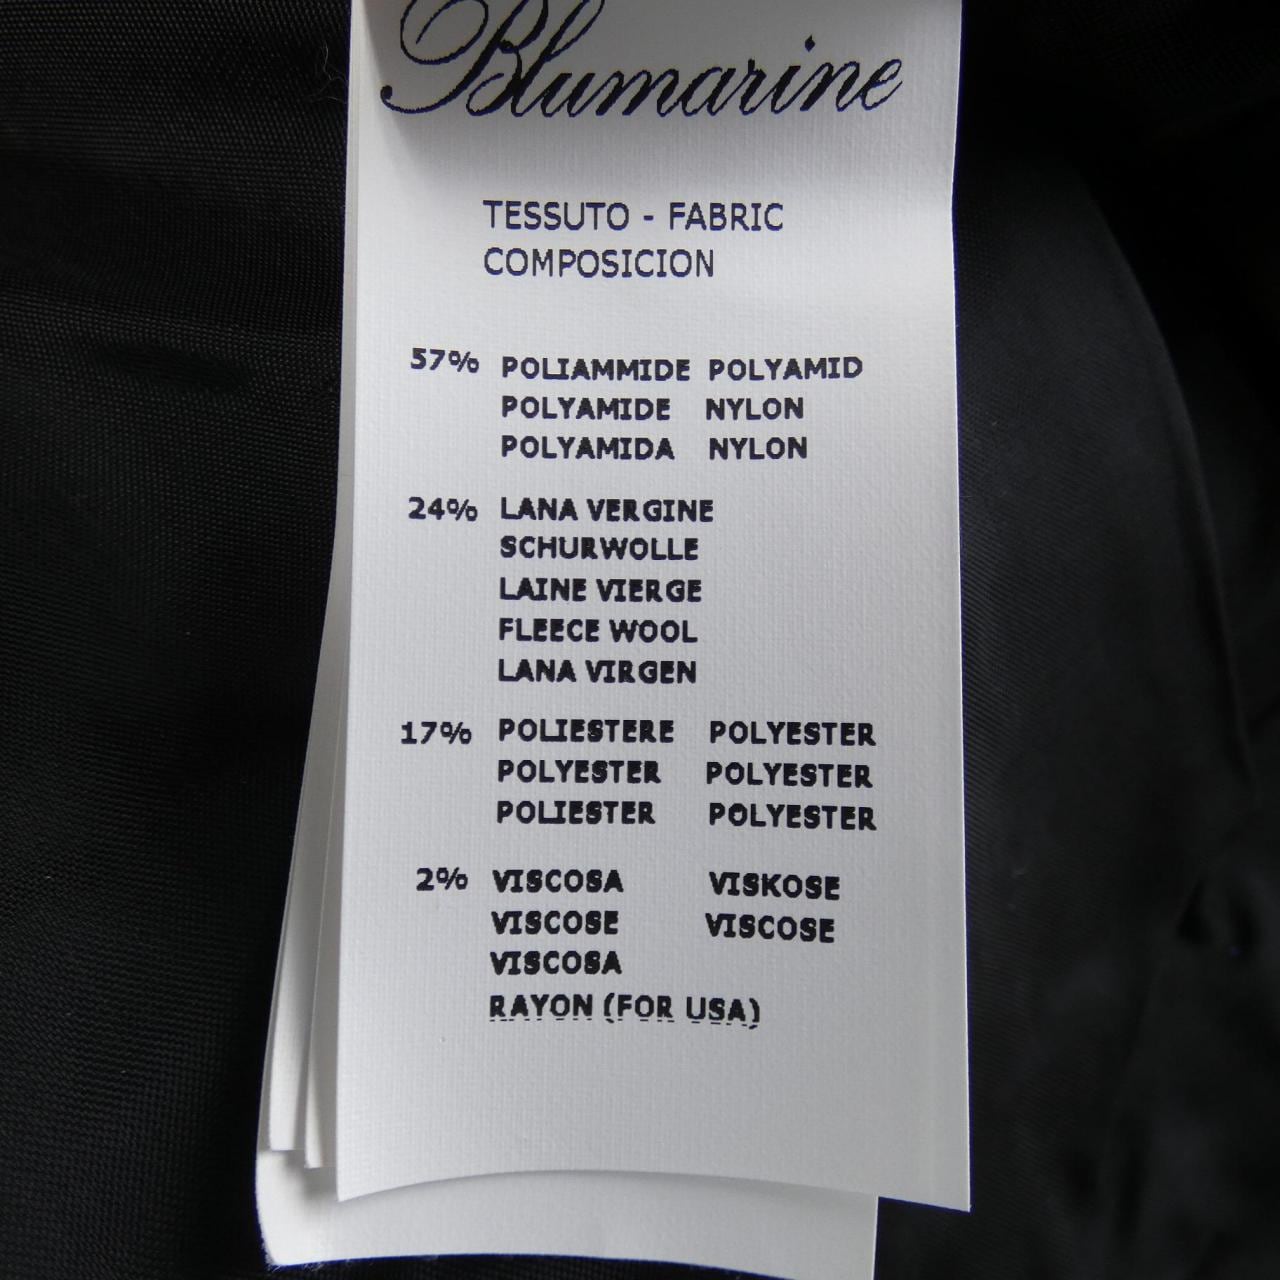 Blumarine
TESSUTO - FABRIC
COMPOSICION
57% POLIAMMIDE POLYAMID
POLYAMIDE NYLON
POLYAMIDA NYLON
24% LANA VERGINE
SCHURWOLLE
LAINE VIERGE
FLEECE WOOL
LANA VIRGEN
17% POLIESTERE POLYESTER
POLYESTER POLYESTER
POLIESTER POLYESTER
2% VISCOSA VISKOSE
VISCOSE VISCOSE
VISCOSA
RAYON (FOR USA)